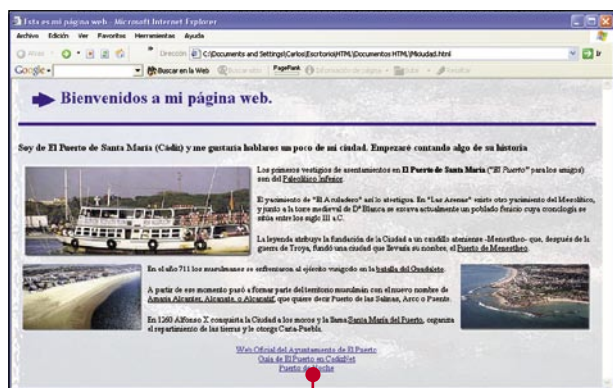 Esta es mi página web - Microsoft Internet Explorer
Archivo Edición Ver Favoritos Herramientas Ayuda
Atrás Dirección C:\Documents and Settings\Carlos\Escritorio\HTML\Documentos HTML\Miciudad.html Ir
Google Buscar en la Web PageRank
Bienvenidos a mi página web.
Soy de El Puerto de Santa María (Cádiz) y me gustaría hablaros un poco de mi ciudad. Empezaré contando algo de su historia
Los primeros vestigios de asentamientos en El Puerto de Santa María ("El Puerto" para los amigos)
son del Paleolítico Inferior.
El yacimiento de "El Aculadero" así lo atestigua. En "Las Arenas" existe otro yacimiento del Mesolítico,
y junto a la torre medieval de Dª Blanca se excava actualmente un poblado fenicio cuya cronología se
sitúa entre los siglo III a.C.
La leyenda atribuye la fundación de la Ciudad a un caudillo ateniense -Menestheo- que, después de la
guerra de Troya, fundó una ciudad que llevaría su nombre, el Puerto de Menestheo.
En el año 711 los musulmanes se enfrentaron al ejército visigodo en la batalla del Guadalete.
A partir de ese momento pasó a formar parte del territorio musulmán con el nuevo nombre de
Amaria Alcanter, Alcanate, o Alcanatif, que quiere decir Puerto de las Salinas, Arco o Puente.
En 1260 Alfonso X conquista la Ciudad a los moros y la llama Santa María del Puerto, organiza
el repartimiento de las tierras y le otorga Carta-Puebla.
Web Oficial del Ayuntamiento de El Puerto
Guía de El Puerto en CadizNet
Puerto de Noche